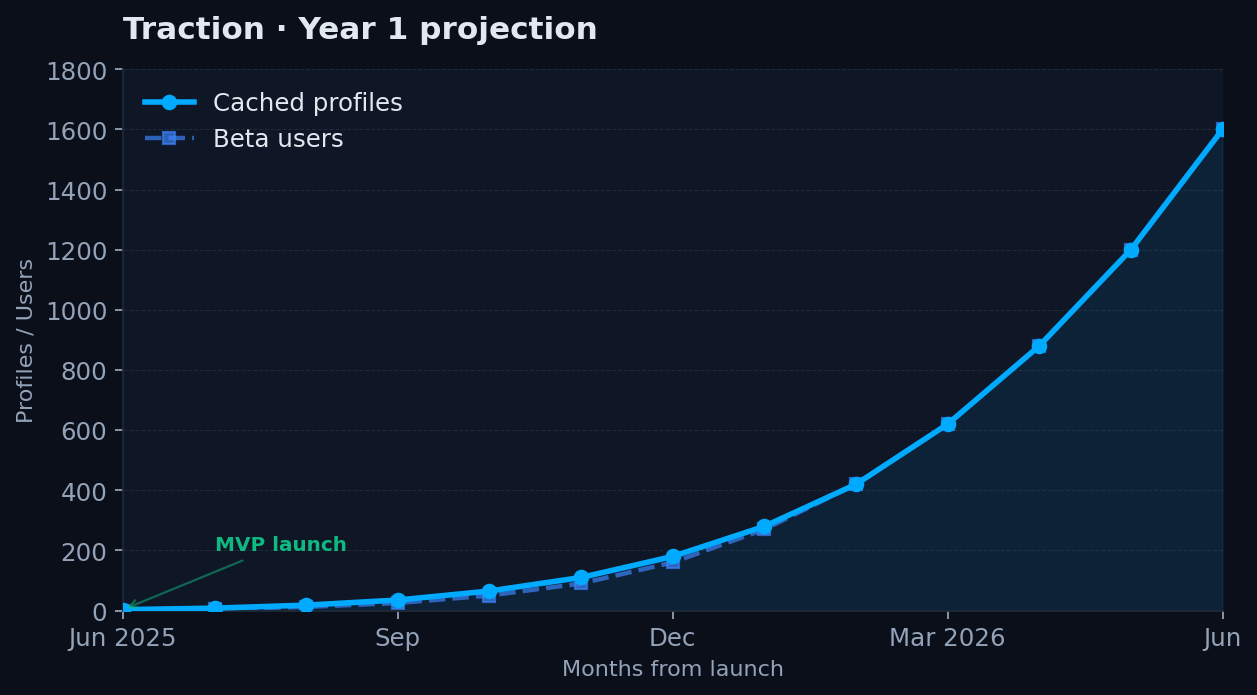 Traction · Year 1 projection
1800
1600
1400
1200
1000
800
600
400
200
0
Profiles / Users
Cached profiles
Beta users
MVP launch
Jun 2025
Sep
Dec
Mar 2026
Jun
Months from launch